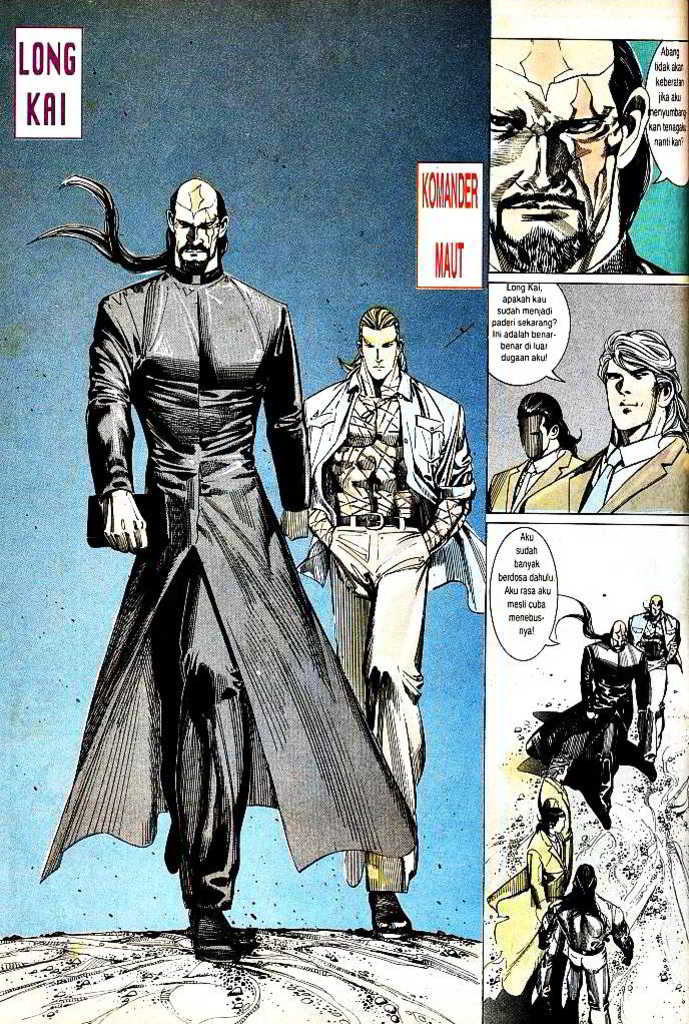 LONG
KAI
KOMANDER
MAUT
Abang
tidak akan
keberatan
jika aku
menyumbang
kan tenagaku
nanti kan?
Long Kai,
apakah kau
sudah menjadi
paderi sekarang?
Ini adalah benar-
benar di luar
dugaan aku!
Aku
sudah
banyak
berdosa dahulu.
Aku rasa aku
mesti cuba
menebus-
nya!